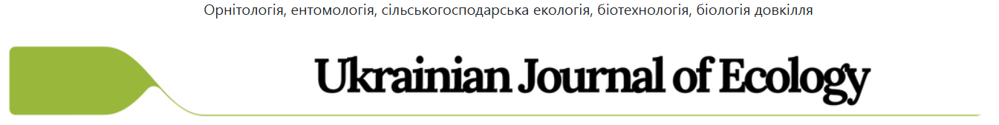 Орнітологія, ентомологія, сільськогосподарська екологія, біотехнологія, біологія довкілля
Ukrainian Journal of Ecology